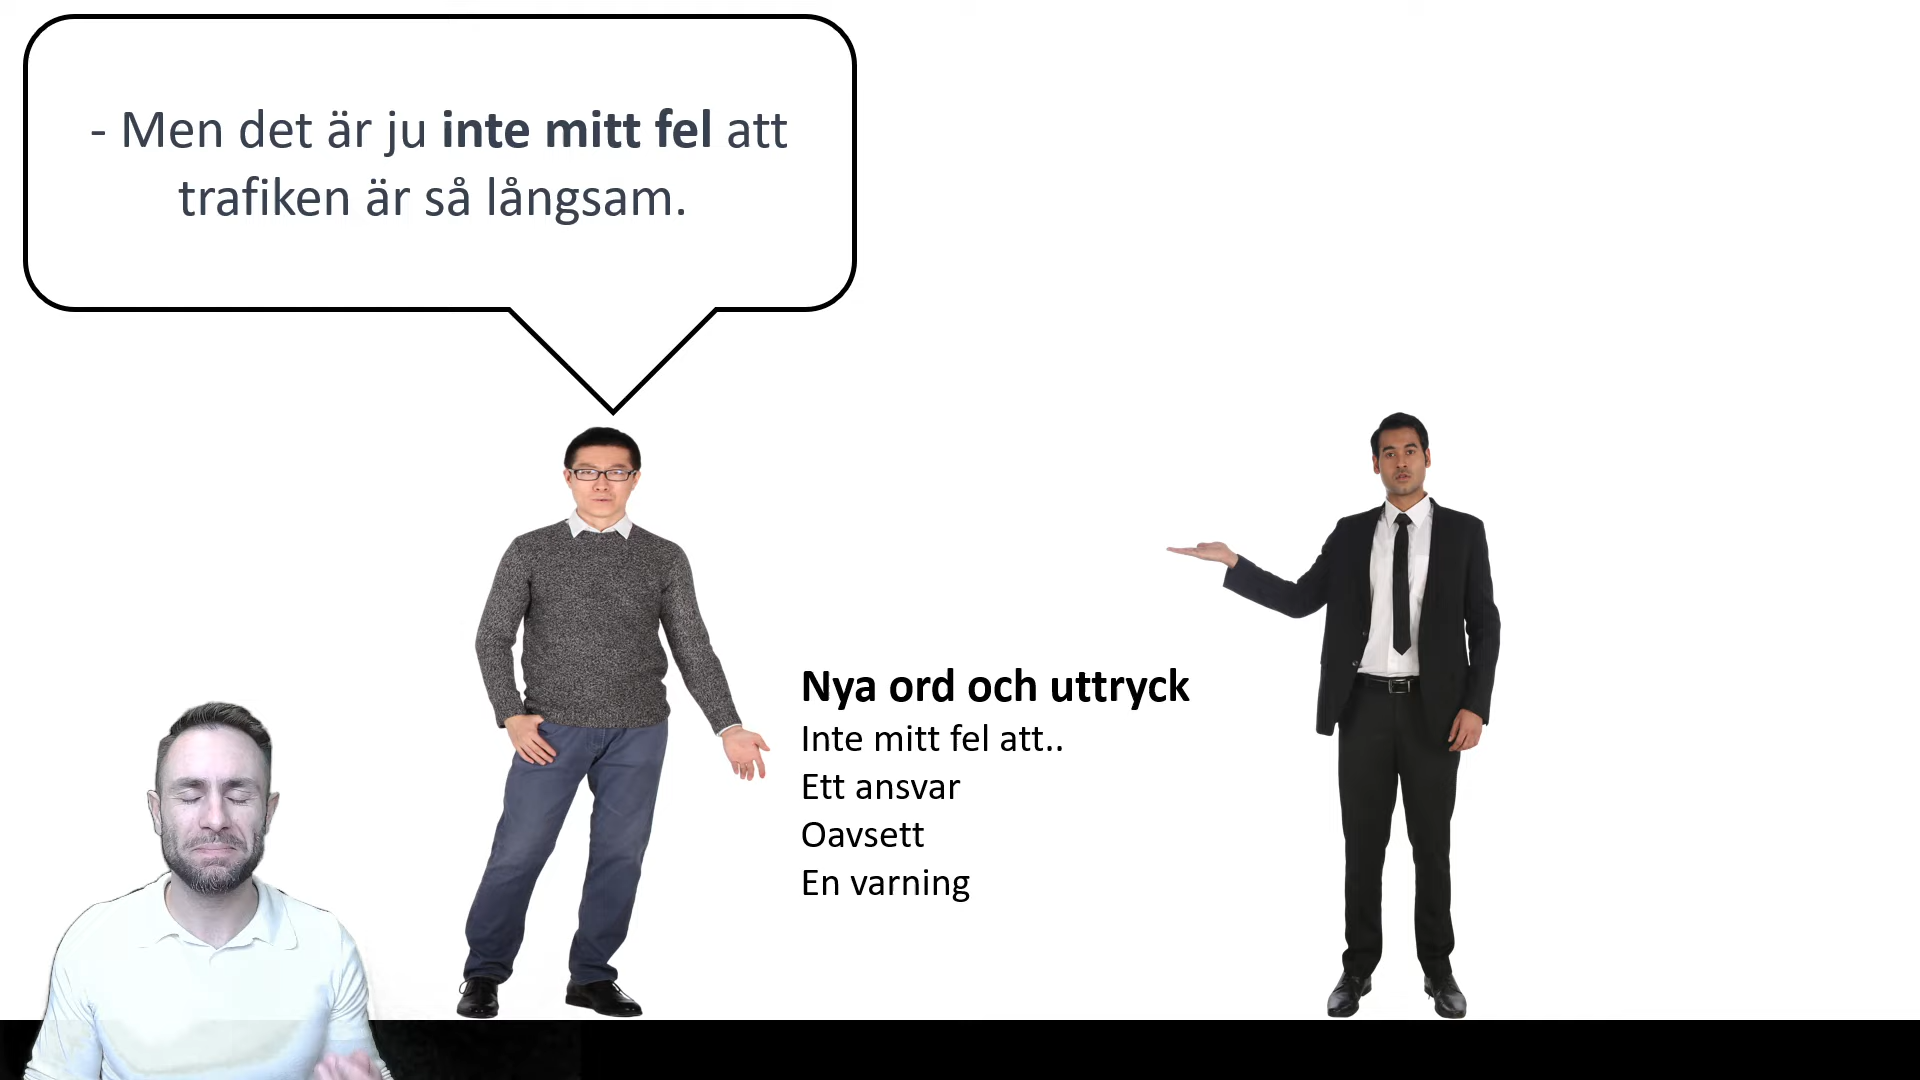 - Men det är ju inte mitt fel att
trafiken är så långsam.
Nya ord och uttryck
Inte mitt fel att..
Ett ansvar
Oavsett
En varning